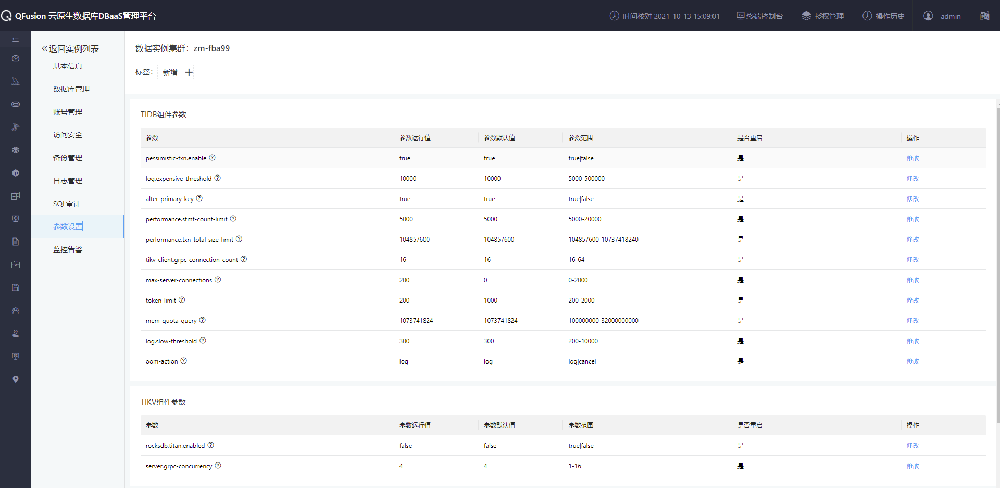 QFusion 云原生数据库DBaaS管理平台
时间校对 2021-10-13 15:09:01 终端控制台 授权管理 操作历史 admin
返回实例列表
基本信息
数据库管理
账号管理
访问安全
备份管理
日志管理
SQL审计
参数设置
监控告警
数据实例集群：zm-fba99
标签： 新增 +
TIDB组件参数
参数 参数运行值 参数默认值 参数范围 是否重启 操作
pessimistic-txn.enable true true true|false 是 修改
log.expensive-threshold 10000 10000 5000-500000 是 修改
alter-primary-key true true true|false 是 修改
performance.stmt-count-limit 5000 5000 5000-20000 是 修改
performance.txn-total-size-limit 104857600 104857600 104857600-10737418240 是 修改
tikv-client.grpc-connection-count 16 16 16-64 是 修改
max-server-connections 200 0 0-2000 是 修改
token-limit 200 1000 200-2000 是 修改
mem-quota-query 1073741824 1073741824 100000000-32000000000 是 修改
log.slow-threshold 300 300 200-10000 是 修改
oom-action log log log|cancel 是 修改
TIKV组件参数
参数 参数运行值 参数默认值 参数范围 是否重启 操作
rocksdb.titan.enabled false false true|false 是 修改
server.grpc-concurrency 4 4 1-16 是 修改